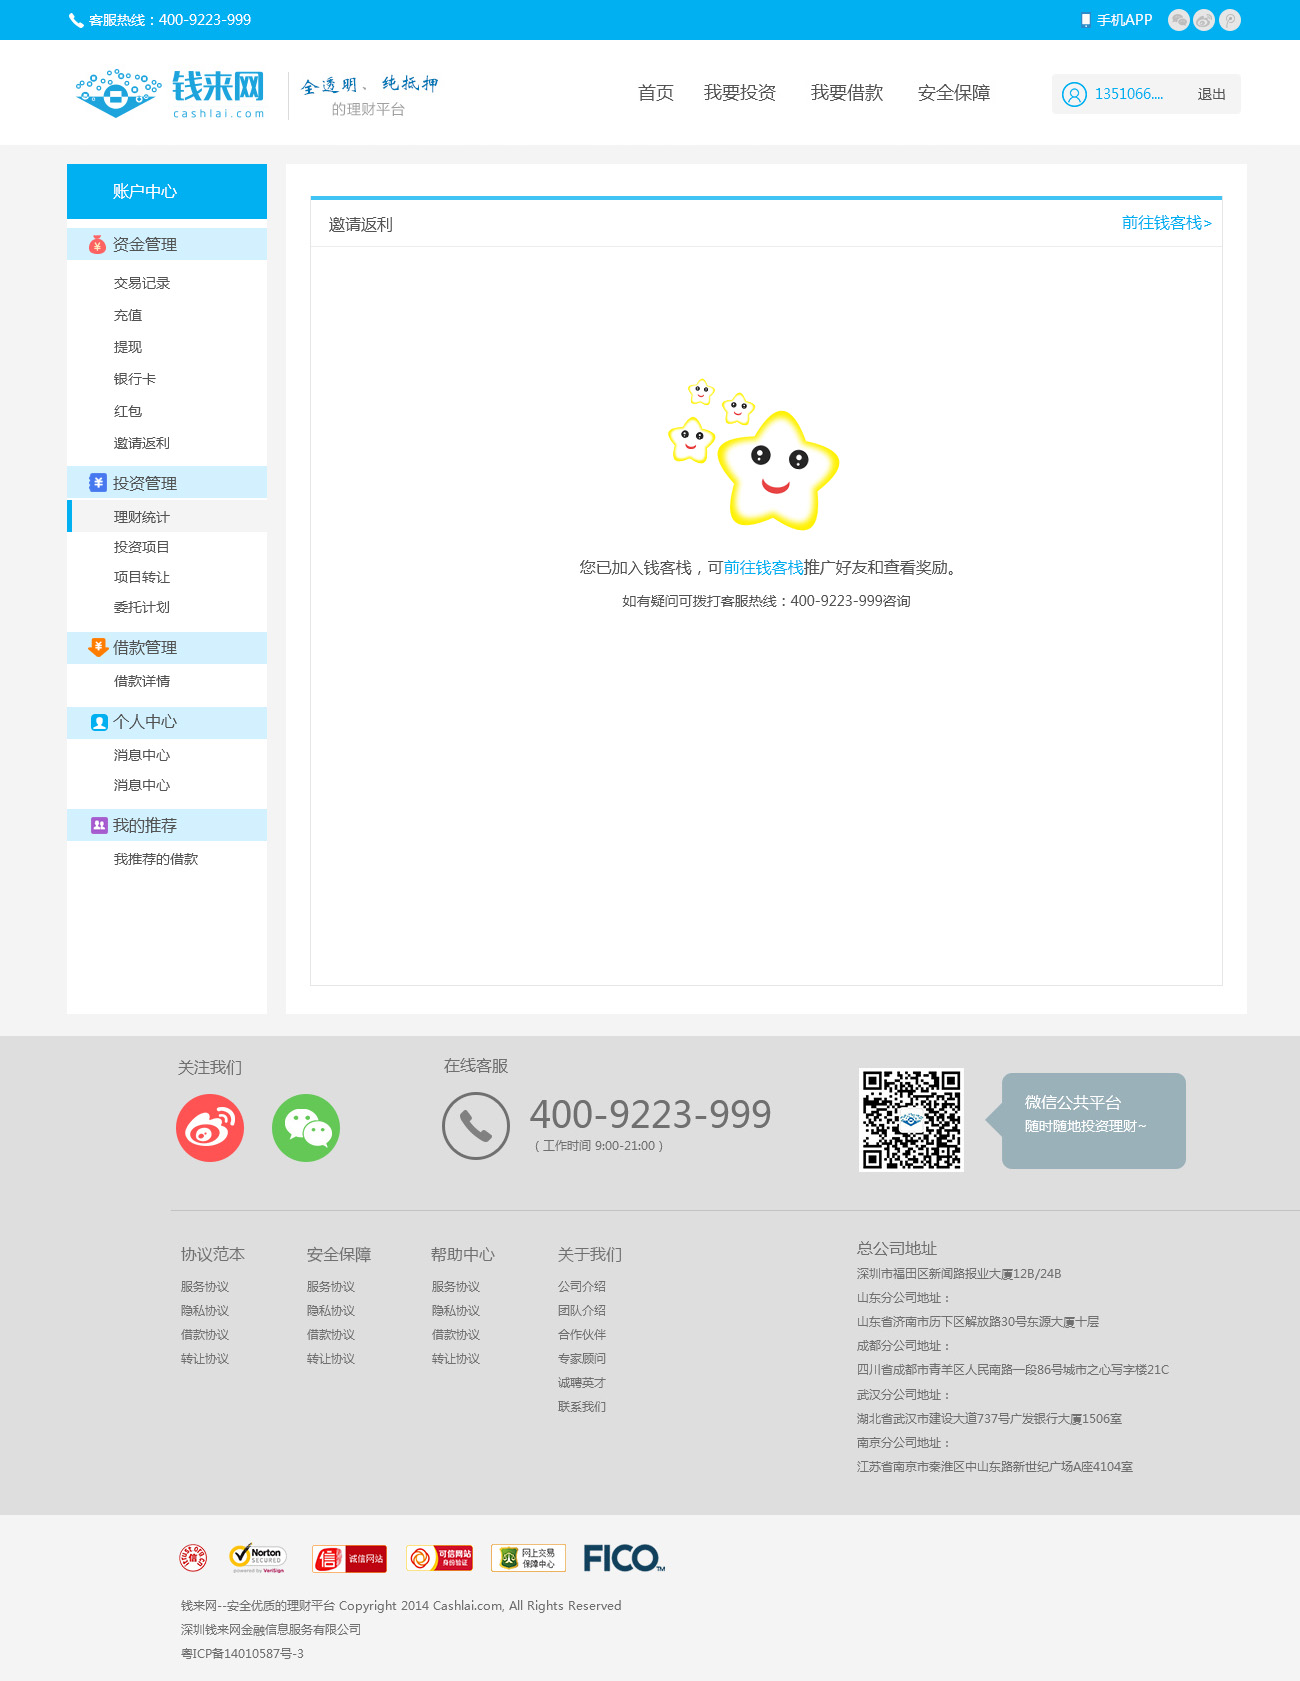 客服热线：400-9223-999
手机APP
钱来网
cashlai.com
全透明、纯抵押
的理财平台
首页 我要投资 我要借款 安全保障
1351066.... 退出
账户中心
资金管理
交易记录
充值
提现
银行卡
红包
邀请返利
投资管理
理财统计
投资项目
项目转让
委托计划
借款管理
借款详情
个人中心
消息中心
消息中心
我的推荐
我推荐的借款
邀请返利
前往钱客栈>
您已加入钱客栈，可前往钱客栈推广好友和查看奖励。
如有疑问可拨打客服热线：400-9223-999咨询
关注我们
在线客服
400-9223-999
（工作时间 9:00-21:00）
微信公共平台
随时随地投资理财~
协议范本
服务协议
隐私协议
借款协议
转让协议
安全保障
服务协议
隐私协议
借款协议
转让协议
帮助中心
服务协议
隐私协议
借款协议
转让协议
关于我们
公司介绍
团队介绍
合作伙伴
专家顾问
诚聘英才
联系我们
总公司地址
深圳市福田区新闻路报业大厦12B/24B
山东分公司地址：
山东省济南市历下区解放路30号东源大厦十层
成都分公司地址：
四川省成都市青羊区人民南路一段86号城市之心写字楼21C
武汉分公司地址：
湖北省武汉市建设大道737号广发银行大厦1506室
南京分公司地址：
江苏省南京市秦淮区中山东路新世纪广场A座4104室
Norton
SECURED
powered by VeriSign
信
诚信网站
可信网站
身份验证
网上交易
保障中心
FICO
钱来网--安全优质的理财平台 Copyright 2014 Cashlai.com, All Rights Reserved
深圳钱来网金融信息服务有限公司
粤ICP备14010587号-3